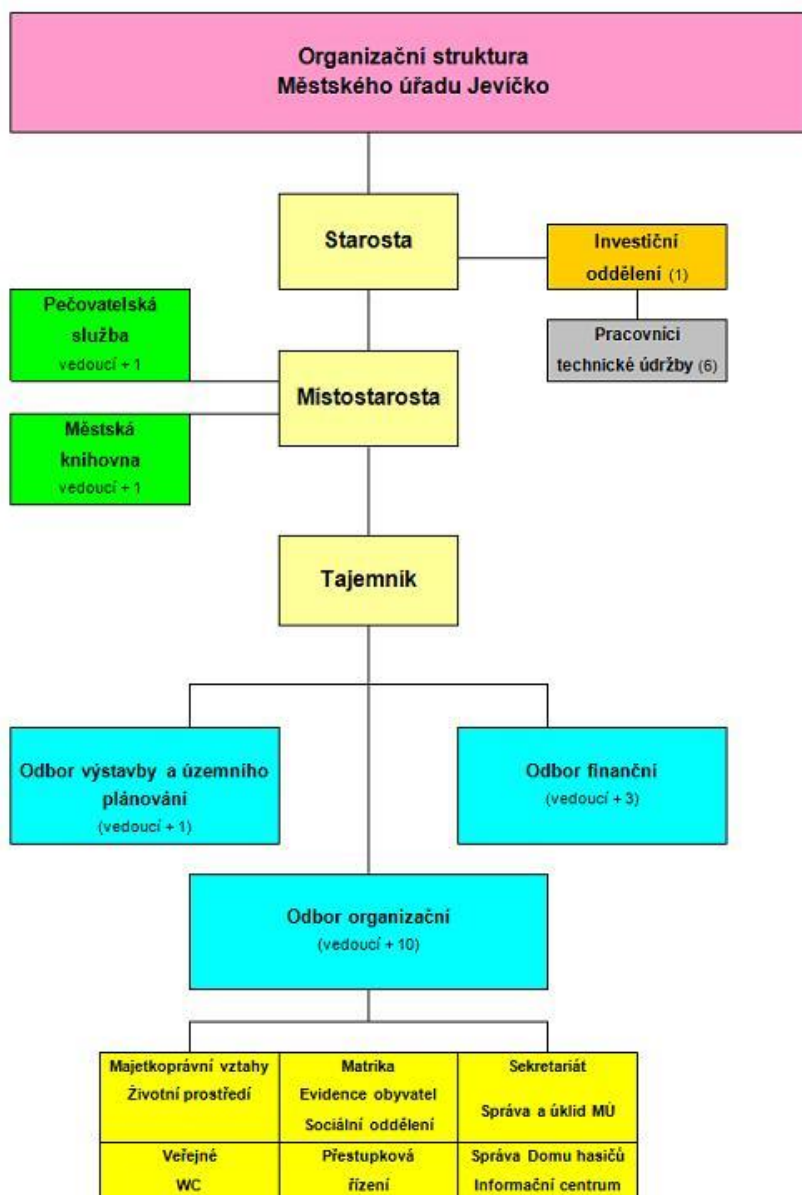 Organizační struktura
Městského úřadu Jevíčko
Starosta
Investiční
oddělení (1)
Pečovatelská
služba
vedoucí + 1
Pracovníci
technické údržby (6)
Místostarosta
Městská
knihovna
vedoucí + 1
Tajemník
Odbor výstavby a územního
plánování
(vedoucí + 1)
Odbor finanční
(vedoucí + 3)
Odbor organizační
(vedoucí + 10)
Majetkoprávní vztahy
Životní prostředí
Matrika
Evidence obyvatel
Sociální oddělení
Sekretariát
Správa a úklid MÚ
Veřejné
WC
Přestupková
řízení
Správa Domu hasičů
Informační centrum